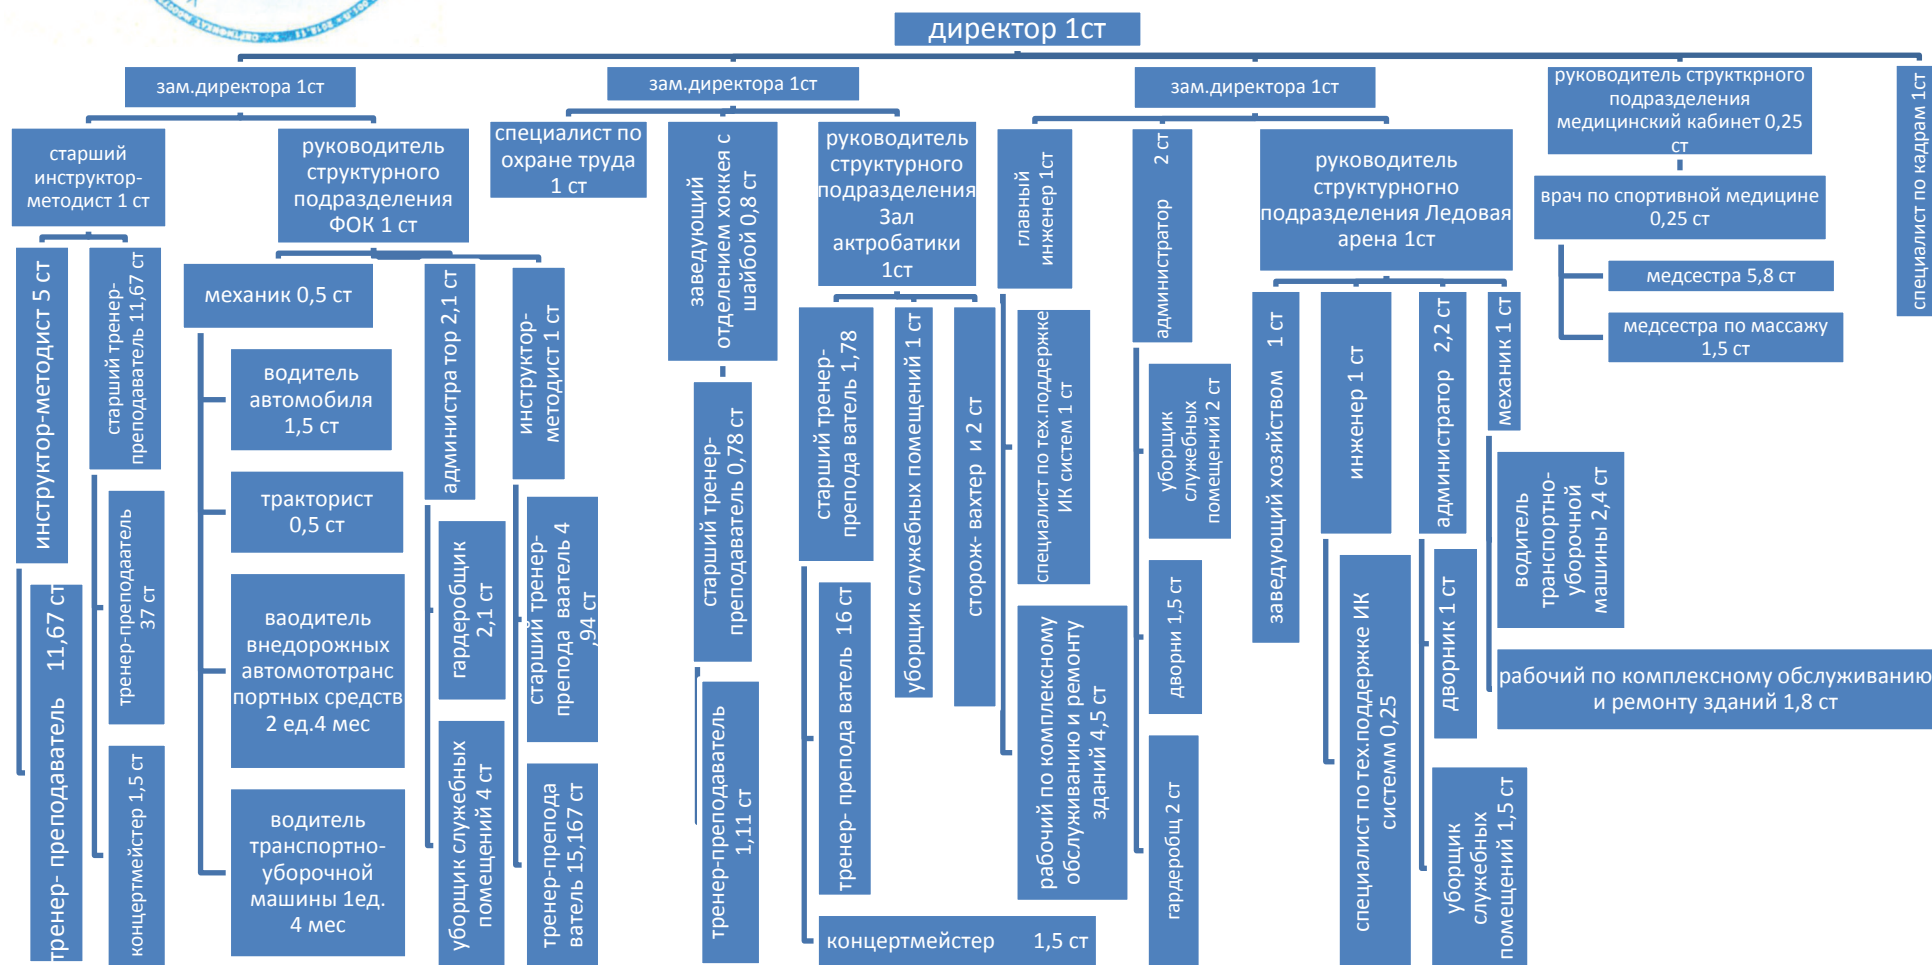 директор 1ст
зам.директора 1ст
зам.директора 1ст
зам.директора 1ст
руководитель структкрного
подразделения
медицинский кабинет 0,25
ст
специалист по кадрам 1ст
старший
инструктор-
методист 1 ст
руководитель
структурного
подразделения
ФОК 1 ст
специалист по
охране труда
1 ст
заведующий
отделением хоккея с
шайбой 0,8 ст
руководитель
структурного
подразделения
Зал
актробатики
1ст
главный
инженер 1ст
администратор 2 ст
руководитель
структурногно
подразделения Ледовая
арена 1ст
врач по спортивной медицине
0,25 ст
медсестра 5,8 ст
медсестра по массажу
1,5 ст
инструктор-методист 5 ст
старший тренер-
преподаватель 11,67 ст
механик 0,5 ст
администра тор 2,1 ст
инструктор-
методист 1 ст
водитель
автомобиля
1,5 ст
тракторист
0,5 ст
ваодитель
внедорожных
автомототранс
портных средств
2 ед.4 мес
водитель
транспортно-
уборочной
машины 1ед.
4 мес
тренер- преподаватель 11,67 ст
тренер-преподаатель
37 ст
концертмейстер 1,5 ст
гардеробщик
2,1 ст
уборщик служебных
помещений 4 ст
старший тренер-
препода ваатель 4
,94 ст
тренер-препода
ватель 15,167 ст
старший тренер-
преподаватель 0,78 ст
тренер-преподаватель
1,11 ст
старший тренер-
препода ватель 1,78
уборщик служебных помещений 1 ст
сторож- вахтер и 2 ст
тренер- препода ватель 16 ст
концертмейстер 1,5 ст
специалист по тех.поддержке
ИК систем 1 ст
рабочий по комплексному
обслуживанию и ремонту
зданий 4,5 ст
уборщик
служебных
помещений 2 ст
дворни 1,5 ст
гардеробщ 2 ст
заведующий хозяйством 1 ст
инженер 1 ст
администратор 2,2 ст
механик 1 ст
специалист по тех.поддержке ИК
системм 0,25
дворник 1 ст
уборщик
служебных
помещений 1,5 ст
водитель
транспортно-
уборочной
машины 2,4 ст
рабочий по комплексному обслуживанию
и ремонту зданий 1,8 ст